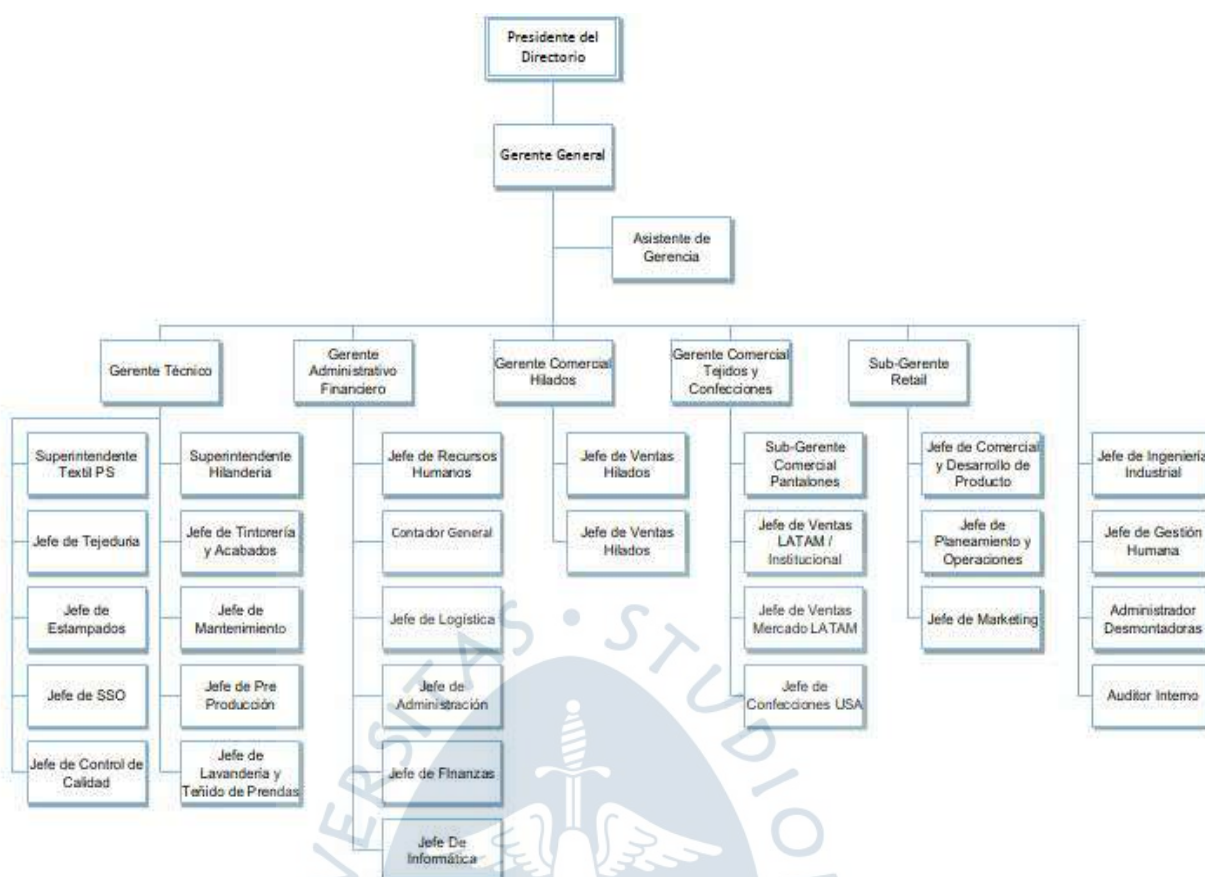 Presidente del
Directorio
Gerente General
Asistente de
Gerencia
Gerente Técnico
Gerente
Administrativo
Financiero
Gerente Comercial
Hilados
Gerente Comercial
Tejidos y
Confecciones
Sub-Gerente
Retail
Superintendente
Textil PS
Superintendente
Hilandería
Jefe de Tejeduría
Jefe de Tintorería
y Acabados
Jefe de
Estampados
Jefe de
Mantenimiento
Jefe de SSO
Jefe de Pre
Producción
Jefe de Control de
Calidad
Jefe de
Lavandería y
Teñido de Prendas
Jefe de Recursos
Humanos
Contador General
Jefe de Logística
Jefe de
Administración
Jefe de FInanzas
Jefe De
Informática
Jefe de Ventas
Hilados
Jefe de Ventas
Hilados
Sub-Gerente
Comercial
Pantalones
Jefe de Ventas
LATAM /
Institucional
Jefe de Ventas
Mercado LATAM
Jefe de
Confecciones USA
Jefe de Comercial
y Desarrollo de
Producto
Jefe de
Planeamiento y
Operaciones
Jefe de Marketing
Jefe de Ingeniería
Industrial
Jefe de Gestión
Humana
Administrador
Desmontadoras
Auditor Interno
ERSITAS • STUDIO